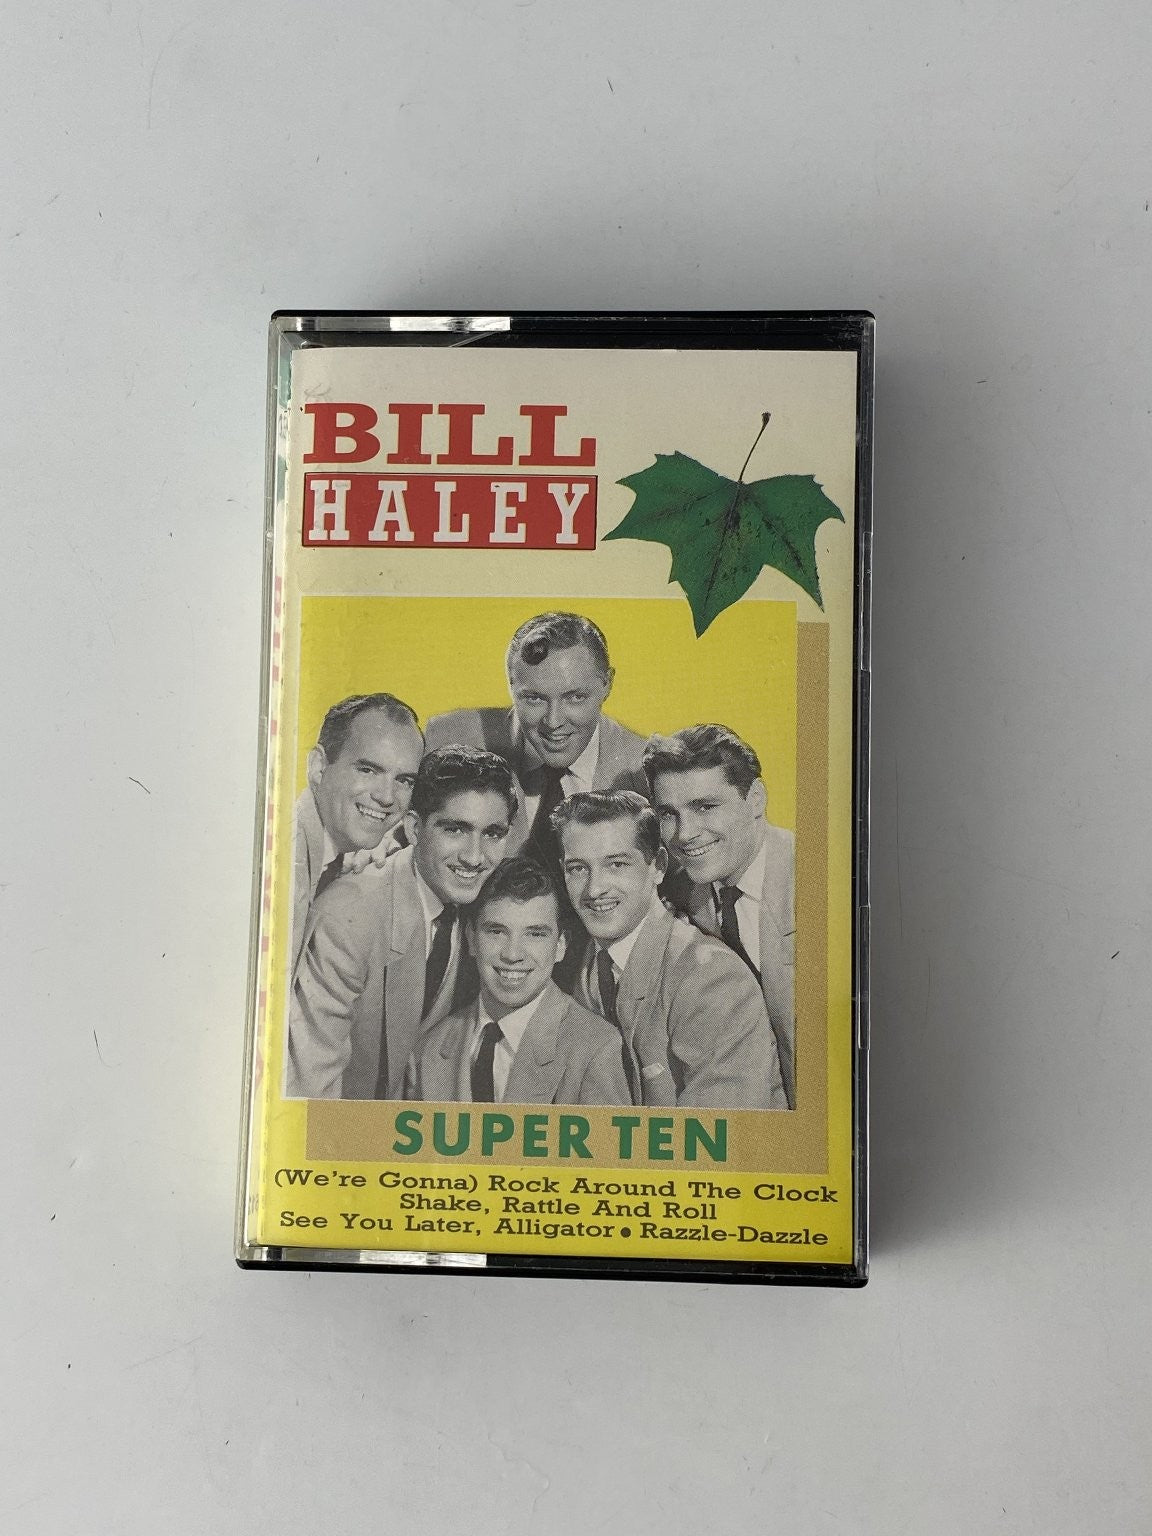 BILL
HALEY
SUPER TEN
(We're Gonna) Rock Around The Clock
Shake, Rattle And Roll
See You Later, Alligator ● Razzle-Dazzle